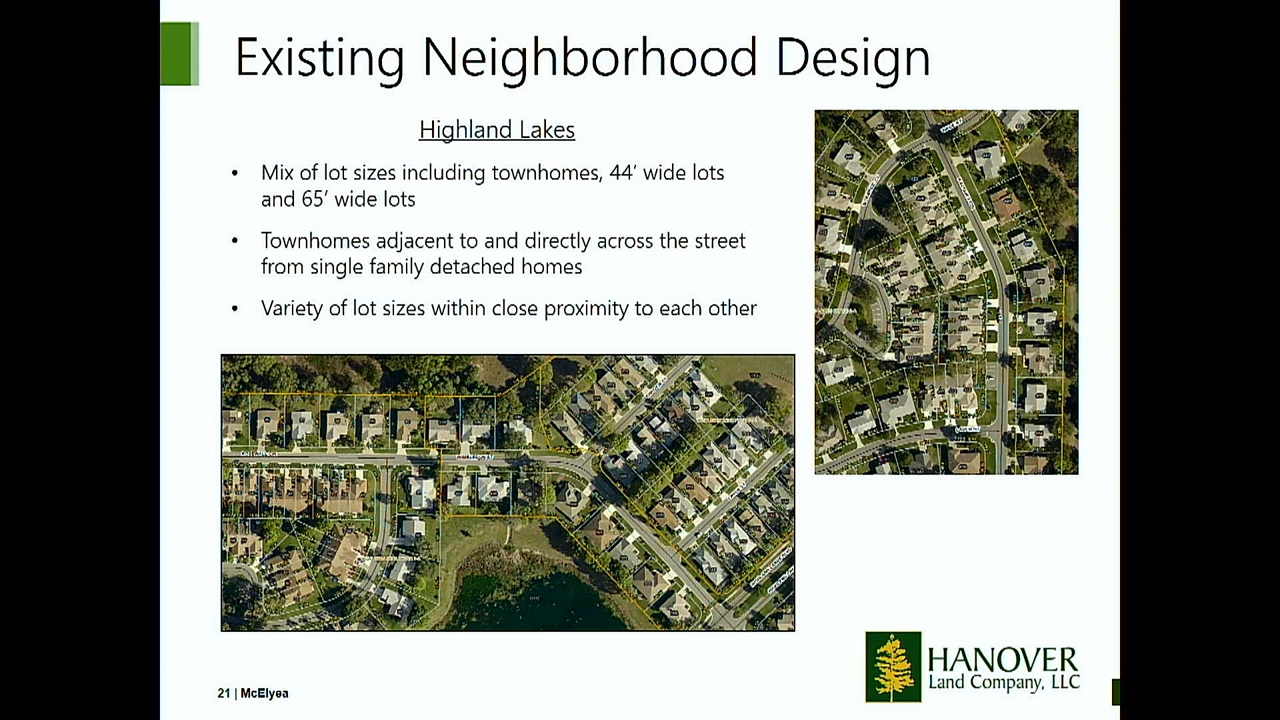 Existing Neighborhood Design
Highland Lakes
• Mix of lot sizes including townhomes, 44' wide lots
and 65' wide lots
• Townhomes adjacent to and directly across the street
from single family detached homes
• Variety of lot sizes within close proximity to each other
HANOVER
Land Company, LLC
21 | McElyea